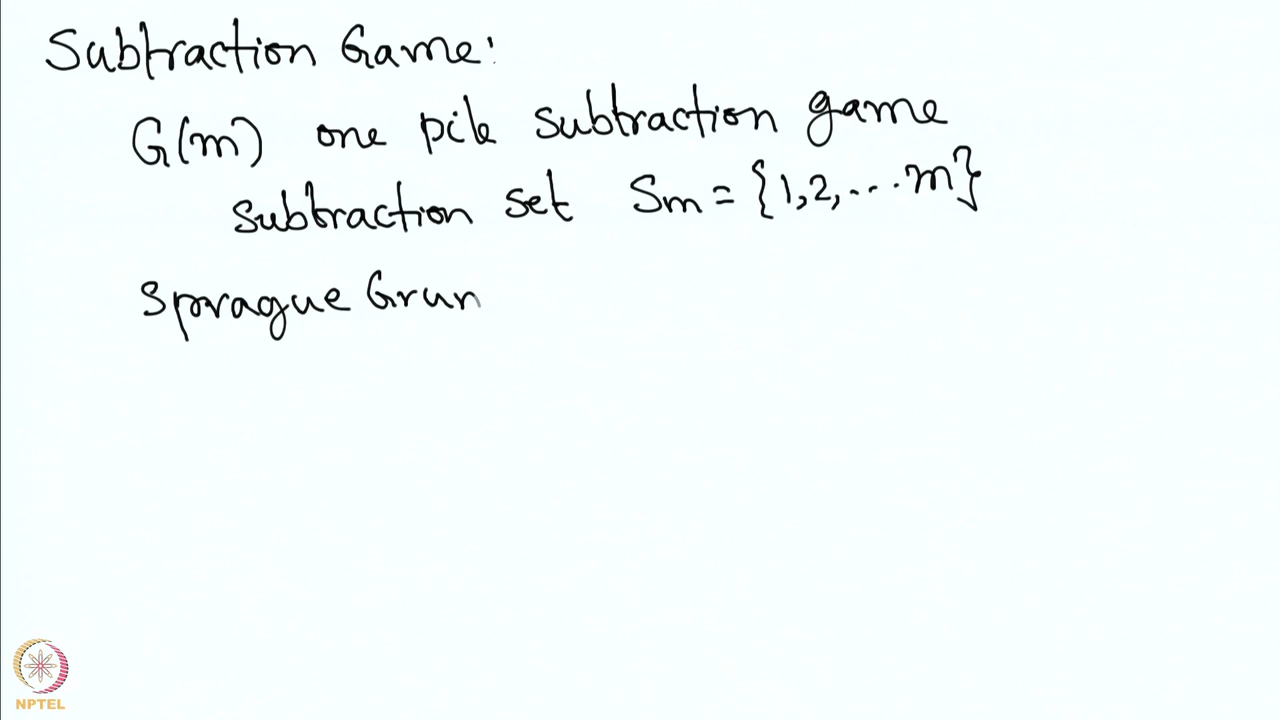 Subtraction Game:
G(m) one pile subtraction game
subtraction set Sm = {1,2,...m}
Sprague Grun
NPTEL